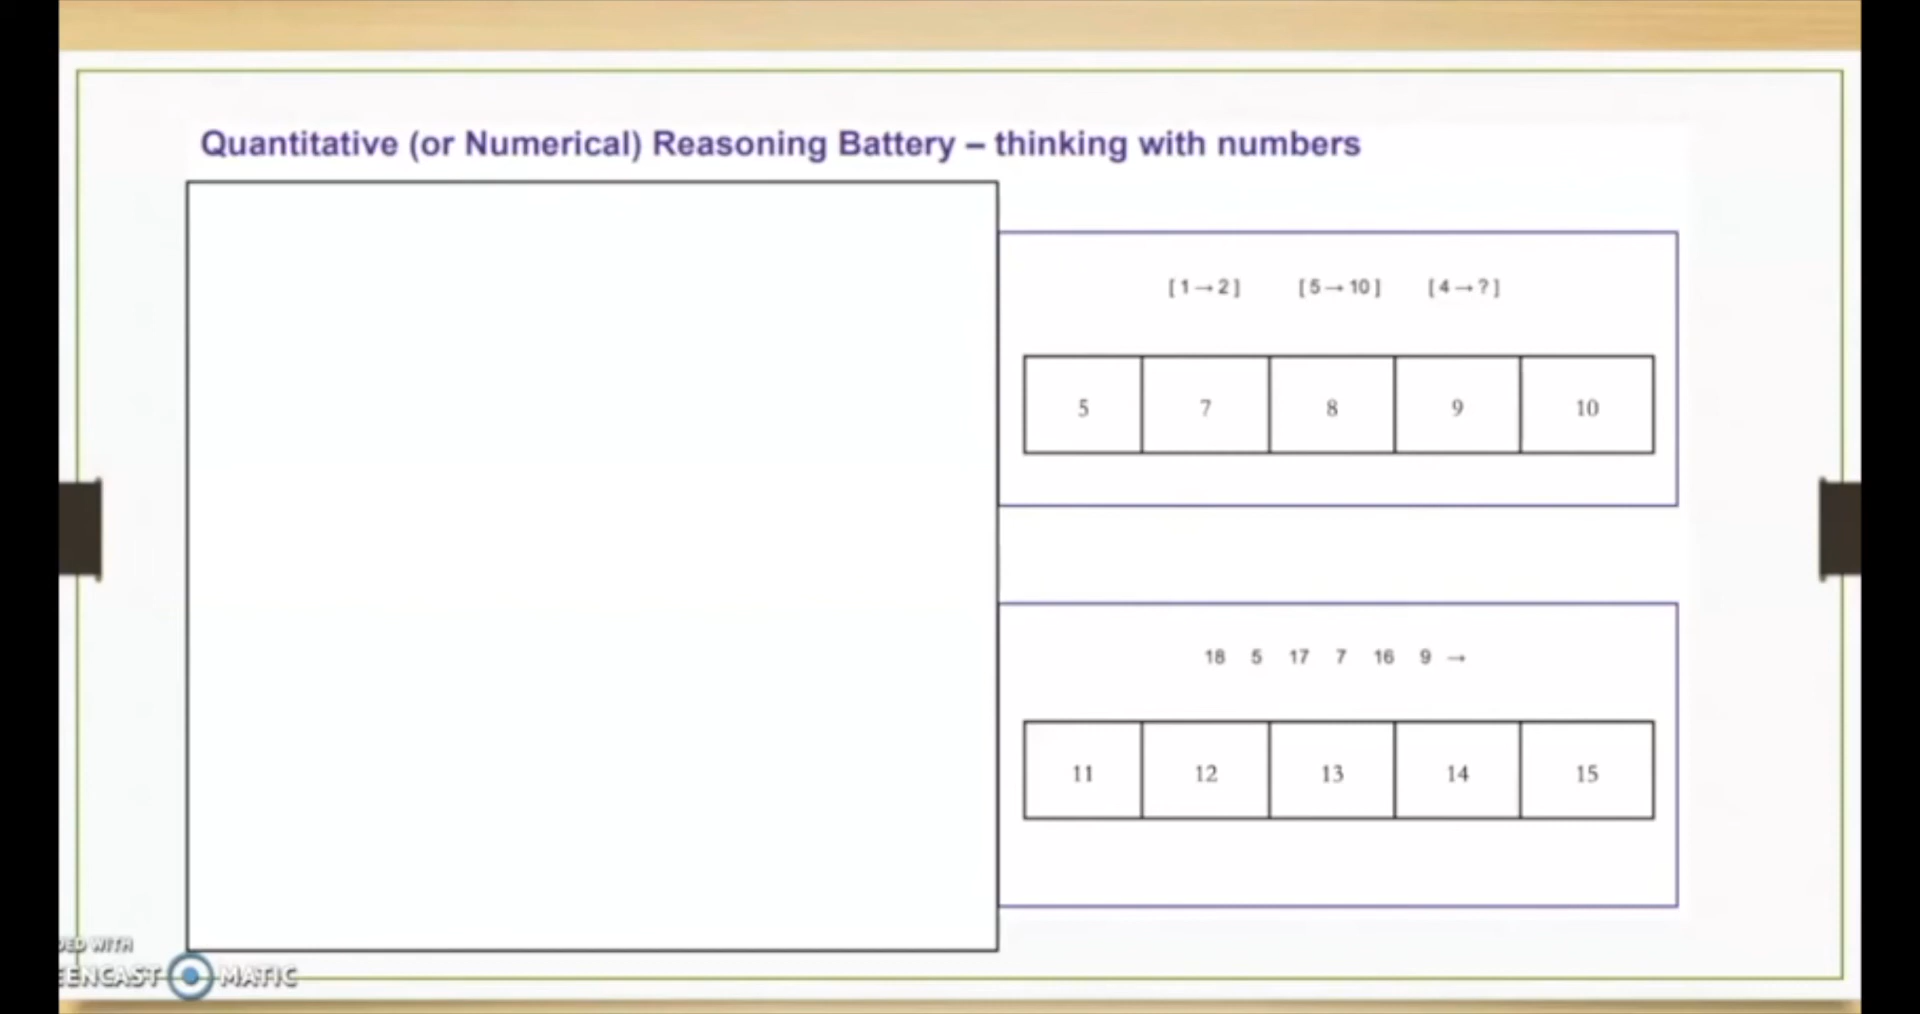 Quantitative (or Numerical) Reasoning Battery – thinking with numbers
[ 1 → 2 ] [ 5 → 10 ] [ 4 → ? ]
5 7 8 9 10
18 5 17 7 16 9 →
11 12 13 14 15
DED WITH
EENCAST MATIC